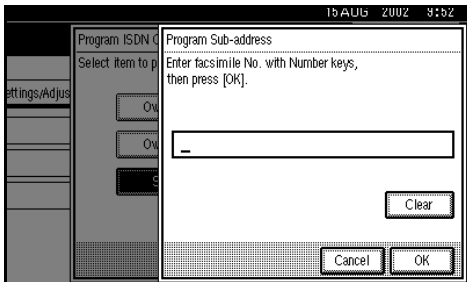 15 AUG 2002 9:52
Program ISDN
Program Sub-address
Select item to
Enter facsimile No. with Number keys,
then press [OK].
ettings/Adjus
Clear
Cancel OK